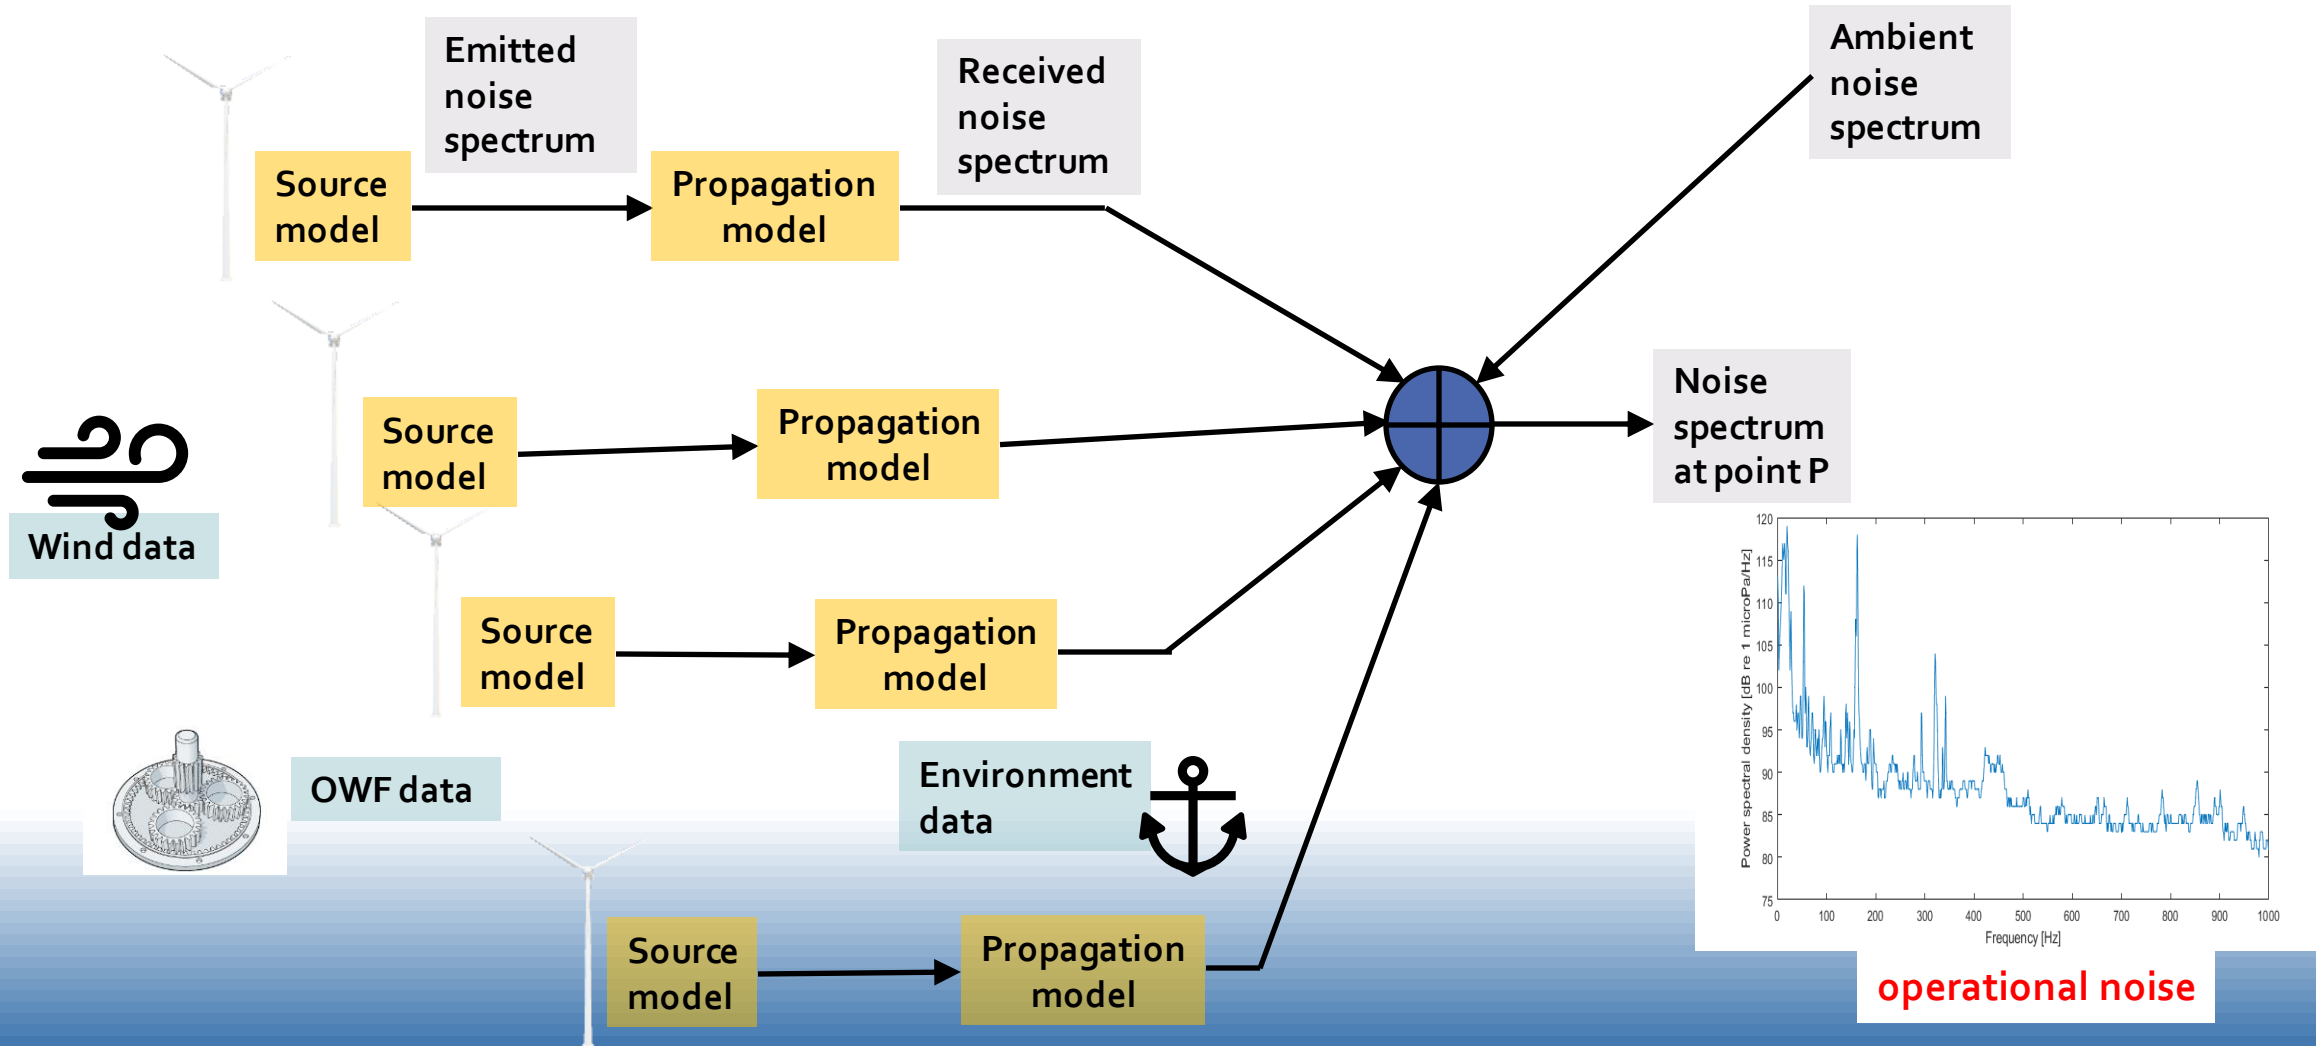 Emitted
noise
spectrum
Received
noise
spectrum
Ambient
noise
spectrum
Source
model
Propagation
model
Source
model
Propagation
model
Noise
spectrum
at point P
Wind data
Source
model
Propagation
model
OWF data
Environment
data
Source
model
Propagation
model
120
115
110
105
100
95
90
85
80
75
Power spectral density [dB re 1 microPa/Hz]
0 100 200 300 400 500 600 700 800 900 1000
Frequency [Hz]
operational noise